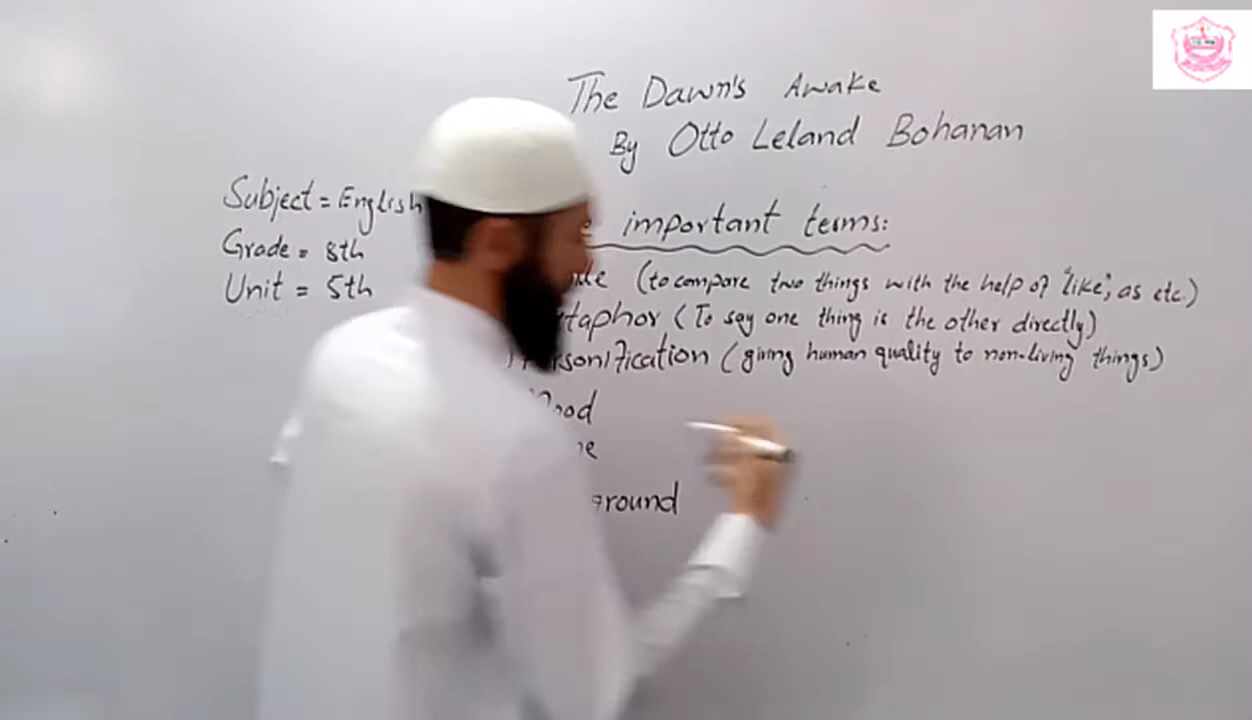 The Dawn's Awake
By Otto Leland Bohanan
Subject = English
Grade = 8th
Unit = 5th
important terms:
(to compare two things with the help of "like", as etc.)
taphor (To say one thing is the other directly)
sonification (giving human quality to non-living things)
ood
ne
ground